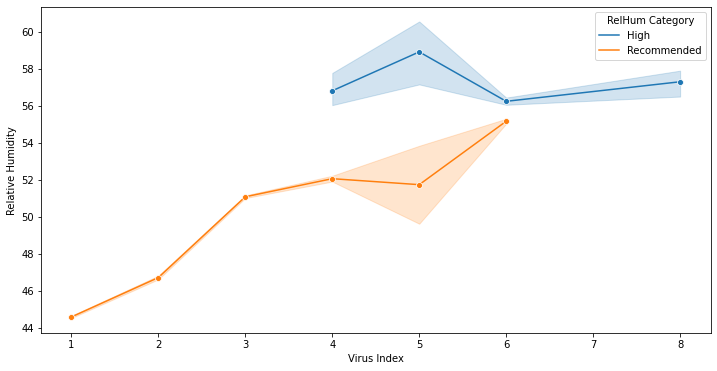 RelHum Category
High
Recommended
60
58
56
54
52
50
48
46
44
Relative Humidity
1 2 3 4 5 6 7 8
Virus Index